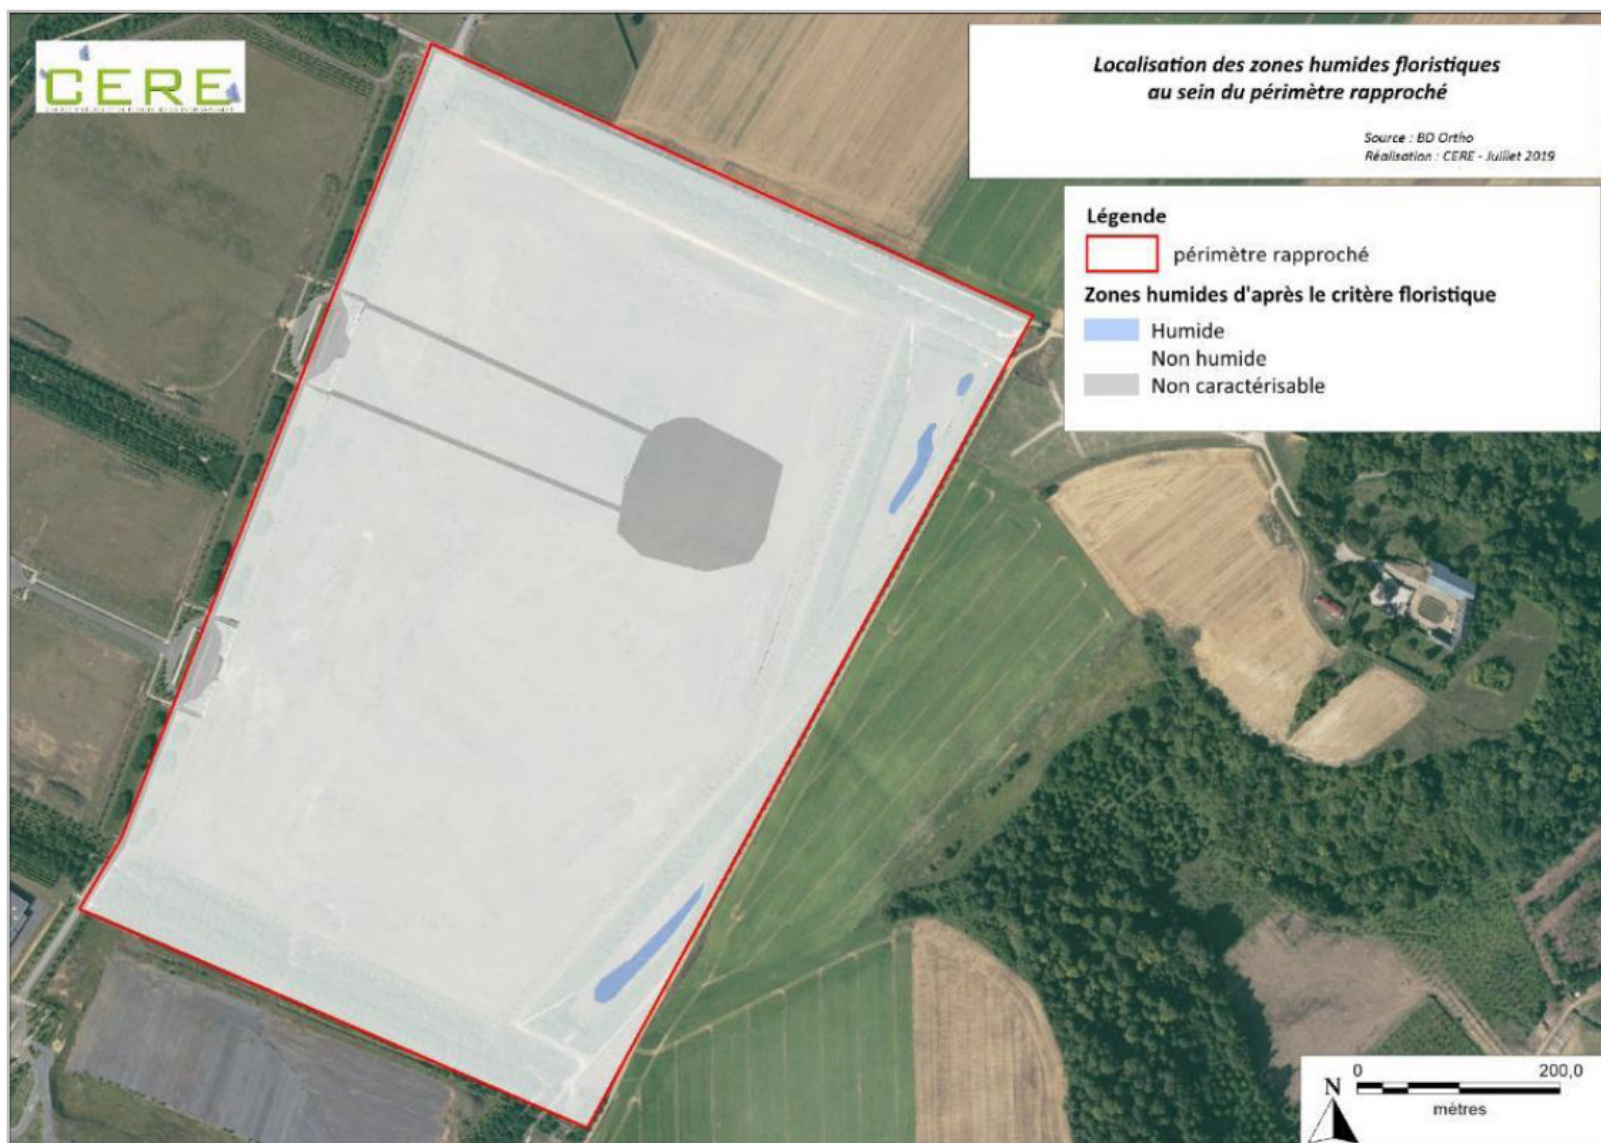 CERE
Localisation des zones humides floristiques
au sein du périmètre rapproché
Source : BD Ortho
Réalisation : CERE - Juillet 2019
Légende
périmètre rapproché
Zones humides d'après le critère floristique
Humide
Non humide
Non caractérisable
N
0 200,0
mètres